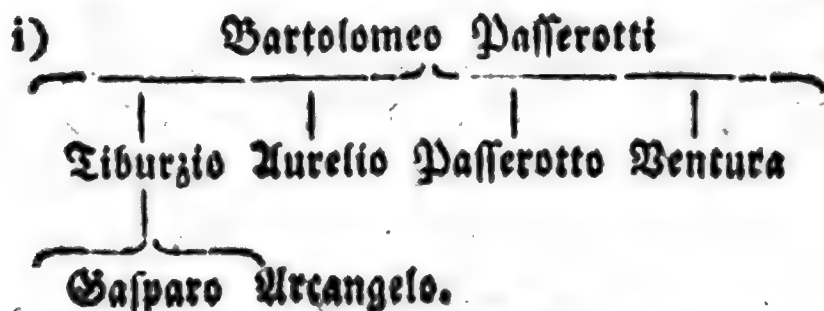 i) Bartolomeo Paſſerotti
Tiburzio Aurelio Paſſerotto Ventura
Gaſparo Arcangelo.